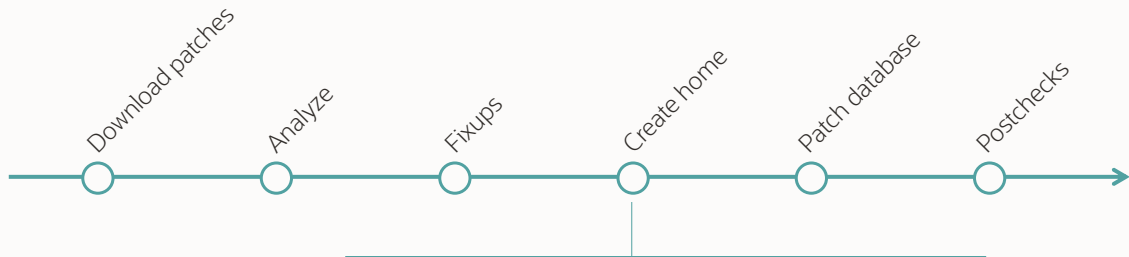 Download patches
Analyze
Fixups
Create home
Patch database
Postchecks